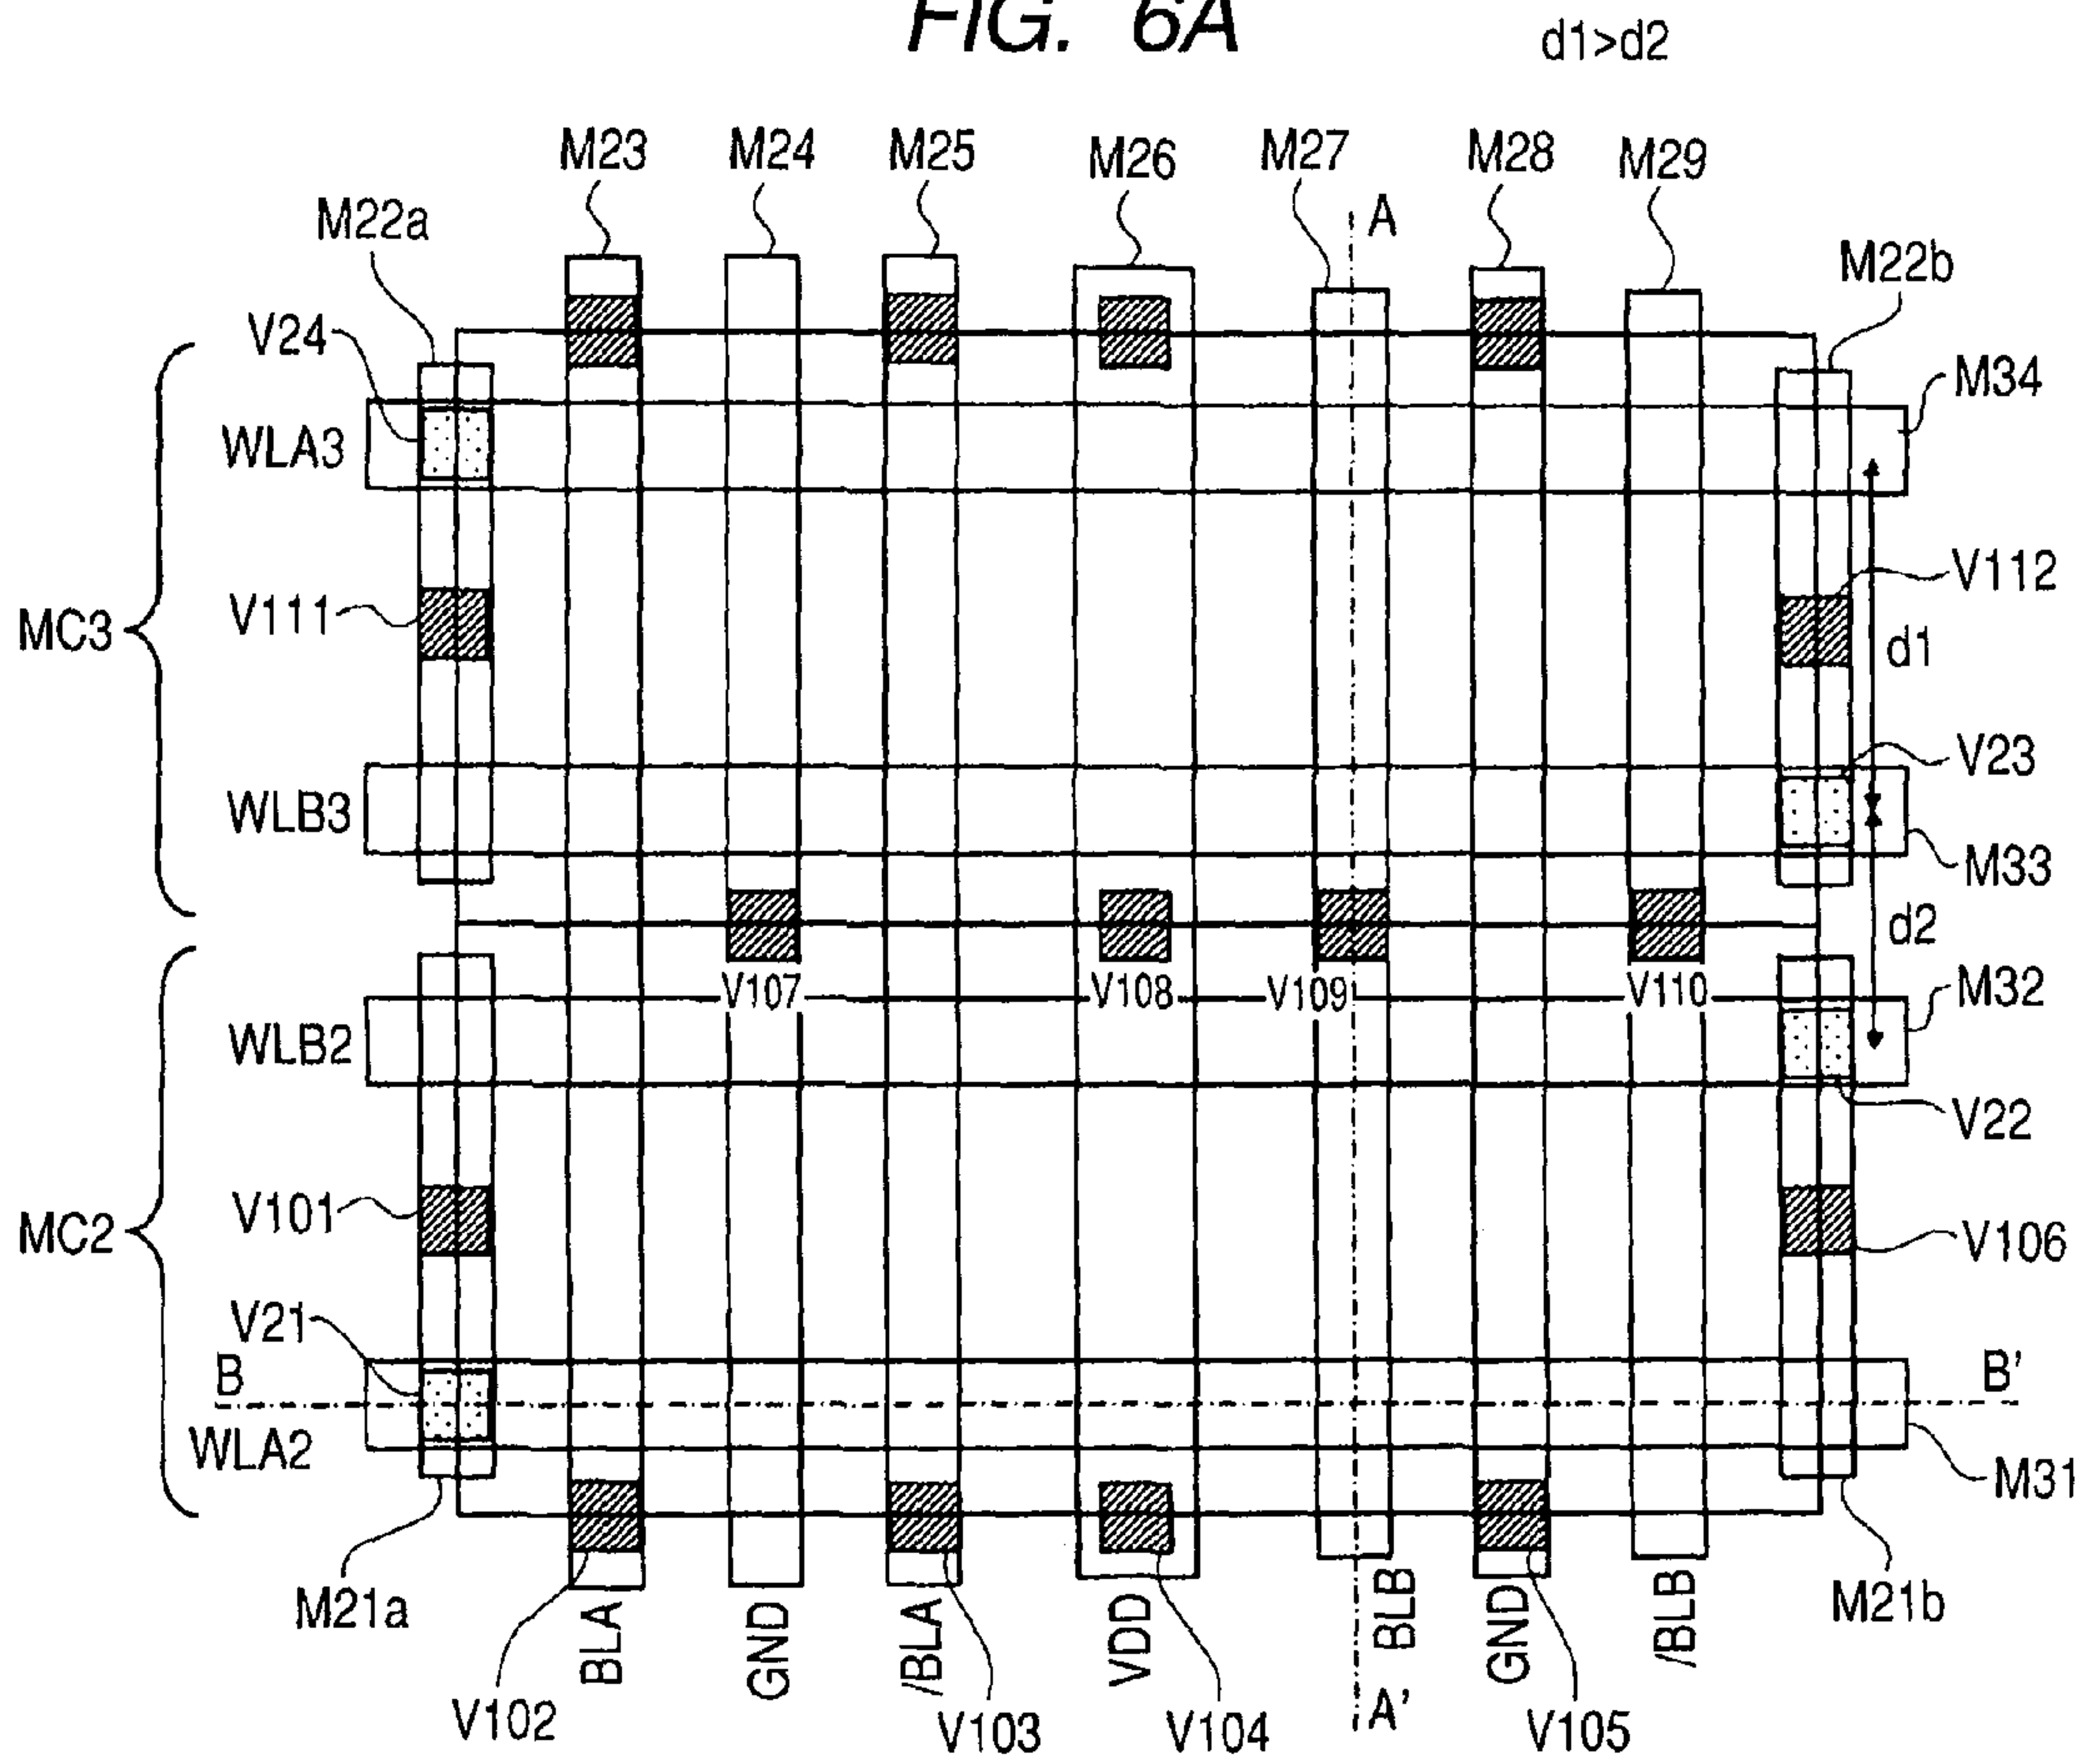 FIG. 6A
d1>d2
M23
M24
M25
M26
M27
A
M28
M29
M22a
M22b
V24
M34
WLA3
V112
V111
MC3
d1
V23
WLB3
M33
d2
V107
V108
V109
V110
M32
WLB2
V22
V101
MC2
V106
V21
B
B'
WLA2
M31
M21a
M21b
BLA
GND
/BLA
VDD
BLB
GND
/BLB
V102
V103
V104
A'
V105